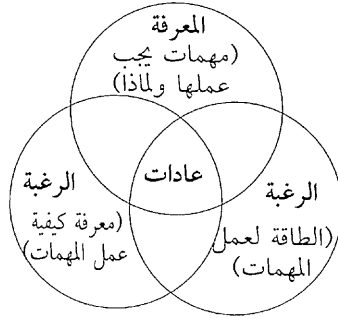 المعرفة
(مهمات يجب
عملها ولماذا)
عادات
الرغبة
(الطاقة لعمل
المهمات)
الرغبة
(معرفة كيفية
عمل المهمات)